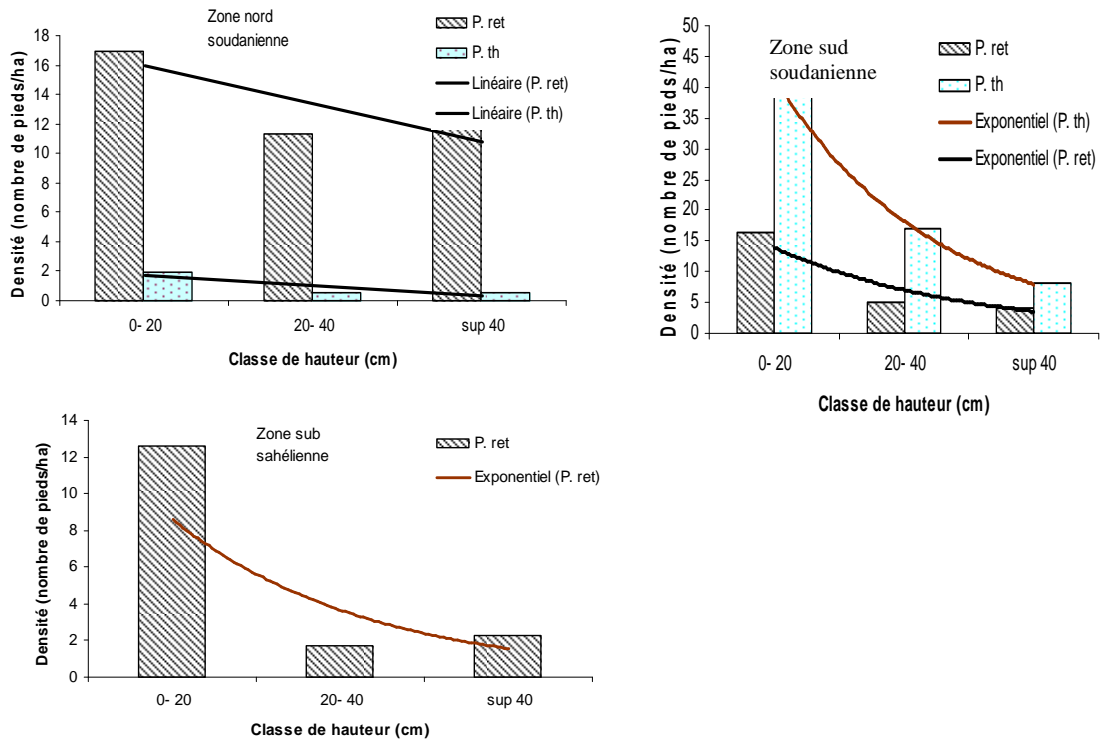 Zone nord
soudanienne
P. ret
P. th
Linéaire (P. ret)
Linéaire (P. th)
Densité (nombre de pieds/ha)
18
16
14
12
10
8
6
4
2
0
0- 20
20- 40
sup 40
Classe de hauteur (cm)
Zone sud
soudanienne
P. ret
P. th
Exponentiel (P. th)
Exponentiel (P. ret)
Densité (nombre de pieds/ha)
50
45
40
35
30
25
20
15
10
5
0
0- 20
20- 40
sup 40
Classe de hauteur (cm)
Zone sub
sahélienne
P. ret
Exponentiel (P. ret)
Densité (nombre de pieds/ha)
14
12
10
8
6
4
2
0
0- 20
20- 40
sup 40
Classe de hauteur (cm)